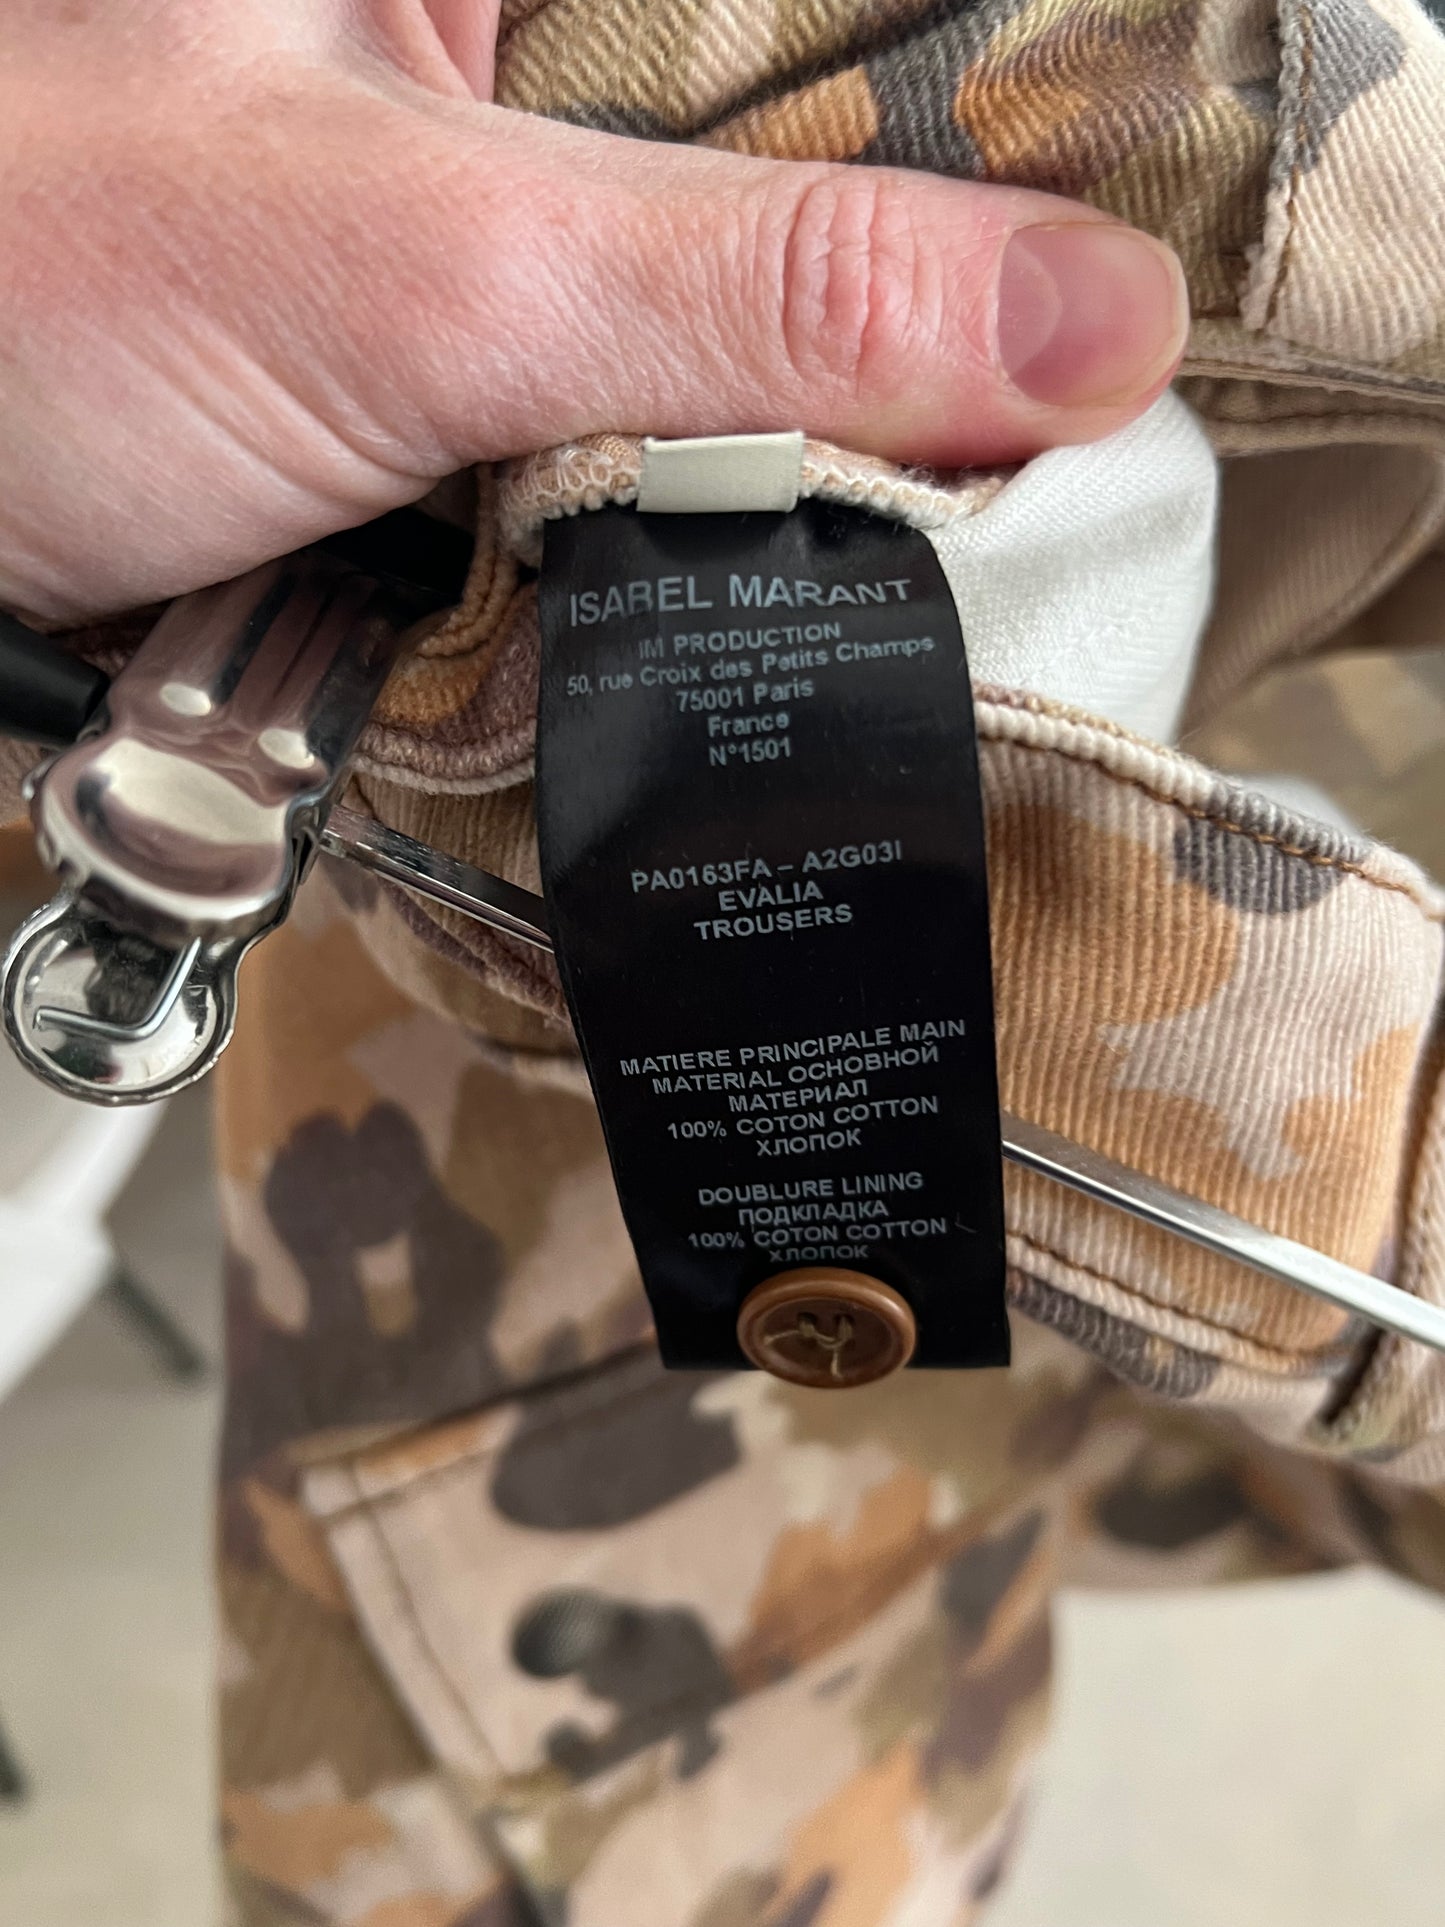 ISABEL MARANT
IM PRODUCTION
50, rue Croix des Petits Champs
75001 Paris
France
N°1501
PA0163FA – A2G03I
EVALIA
TROUSERS
MATIERE PRINCIPALE MAIN
MATERIAL ОСНОВНОЙ
МАТЕРИАЛ
100% COTON COTTON
ХЛОПОК
DOUBLURE LINING
ПОДКЛАДКА
100% COTON COTTON
ХЛОПОК